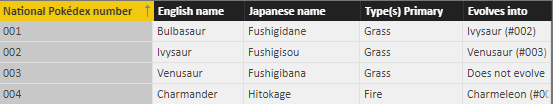 National Pokédex number ↑ English name Japanese name Type(s) Primary Evolves into
001 Bulbasaur Fushigidane Grass Ivysaur (#002)
002 Ivysaur Fushigisou Grass Venusaur (#003)
003 Venusaur Fushigibana Grass Does not evolve
004 Charmander Hitokage Fire Charmeleon (#00